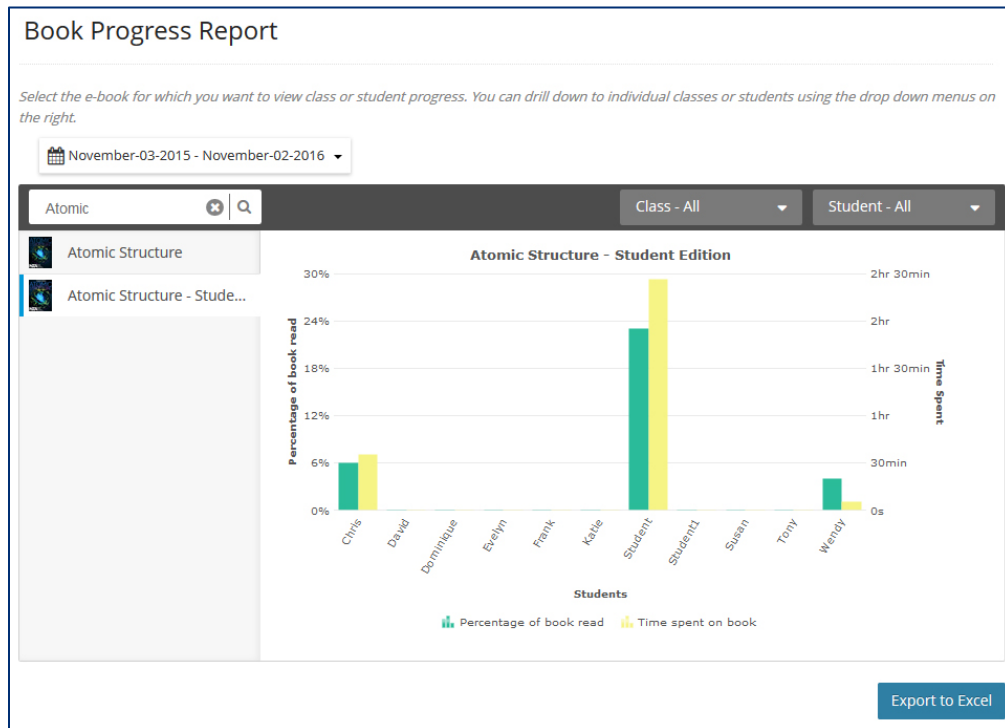 Book Progress Report
Select the e-book for which you want to view class or student progress. You can drill down to individual classes or students using the drop down menus on
the right.
November-03-2015 - November-02-2016
Atomic
Class - All
Student - All
Atomic Structure
Atomic Structure - Stude...
Atomic Structure - Student Edition
30%
24%
18%
12%
6%
0%
Percentage of book read
2hr 30min
2hr
1hr 30min
1hr
30min
0s
Time Spent
Chris
David
Dominique
Evelyn
Frank
Katie
Student
Student1
Susan
Tony
Wendy
Students
Percentage of book read
Time spent on book
Export to Excel